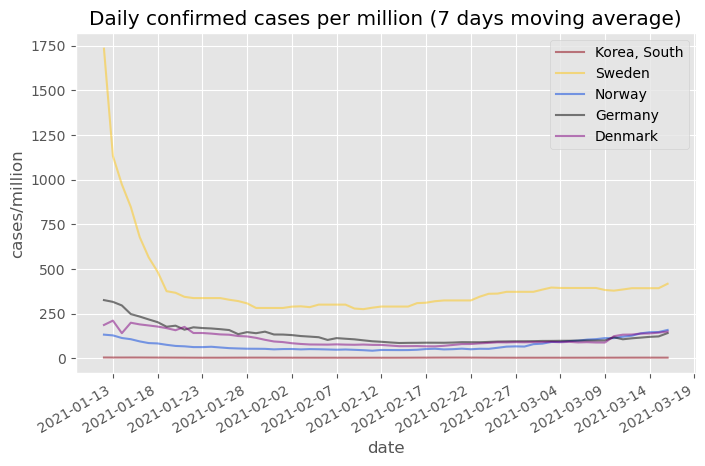 Daily confirmed cases per million (7 days moving average)
Korea, South
Sweden
Norway
Germany
Denmark
cases/million
1750
1500
1250
1000
750
500
250
0
2021-01-13
2021-01-18
2021-01-23
2021-01-28
2021-02-02
2021-02-07
2021-02-12
2021-02-17
2021-02-22
2021-02-27
2021-03-04
2021-03-09
2021-03-14
2021-03-19
date